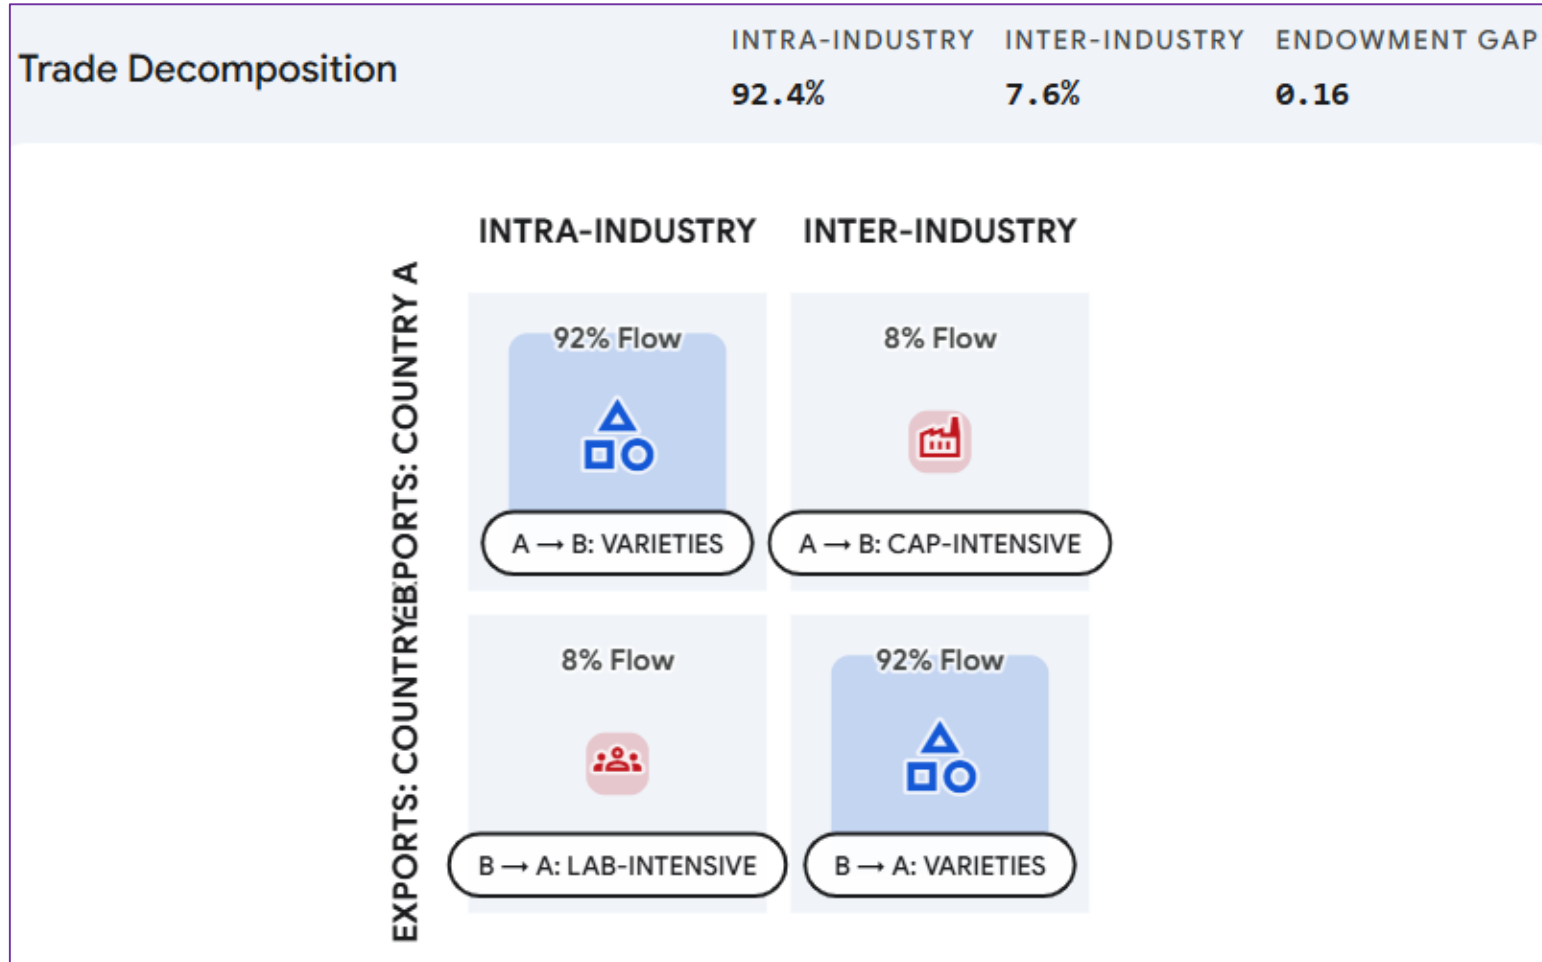 Trade Decomposition
INTRA-INDUSTRY
92.4%
INTER-INDUSTRY
7.6%
ENDOWMENT GAP
0.16
INTRA-INDUSTRY
INTER-INDUSTRY
EXPORTS: COUNTRY A
92% Flow
A → B: VARIETIES
8% Flow
A → B: CAP-INTENSIVE
EXPORTS: COUNTRY B
8% Flow
B → A: LAB-INTENSIVE
92% Flow
B → A: VARIETIES